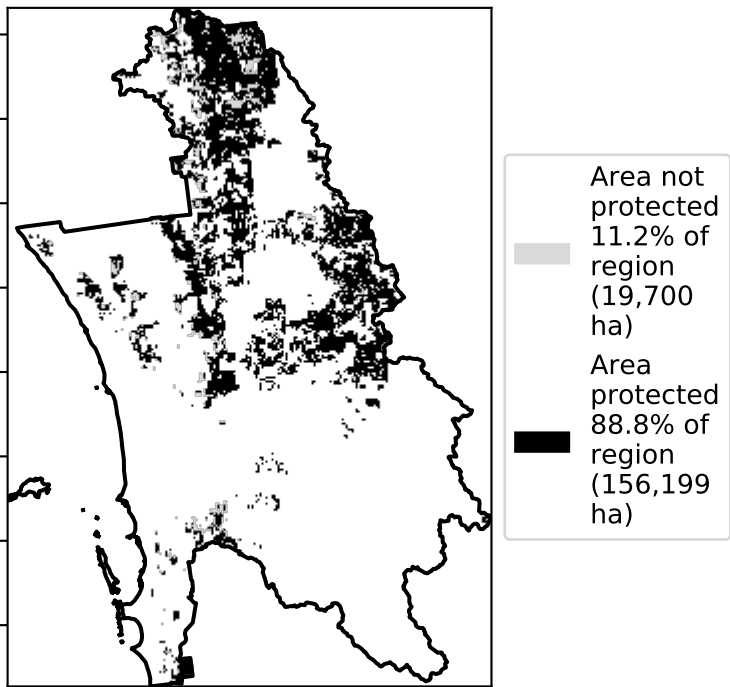 Area not
protected
11.2% of
region
(19,700
ha)
Area
protected
88.8% of
region
(156,199
ha)